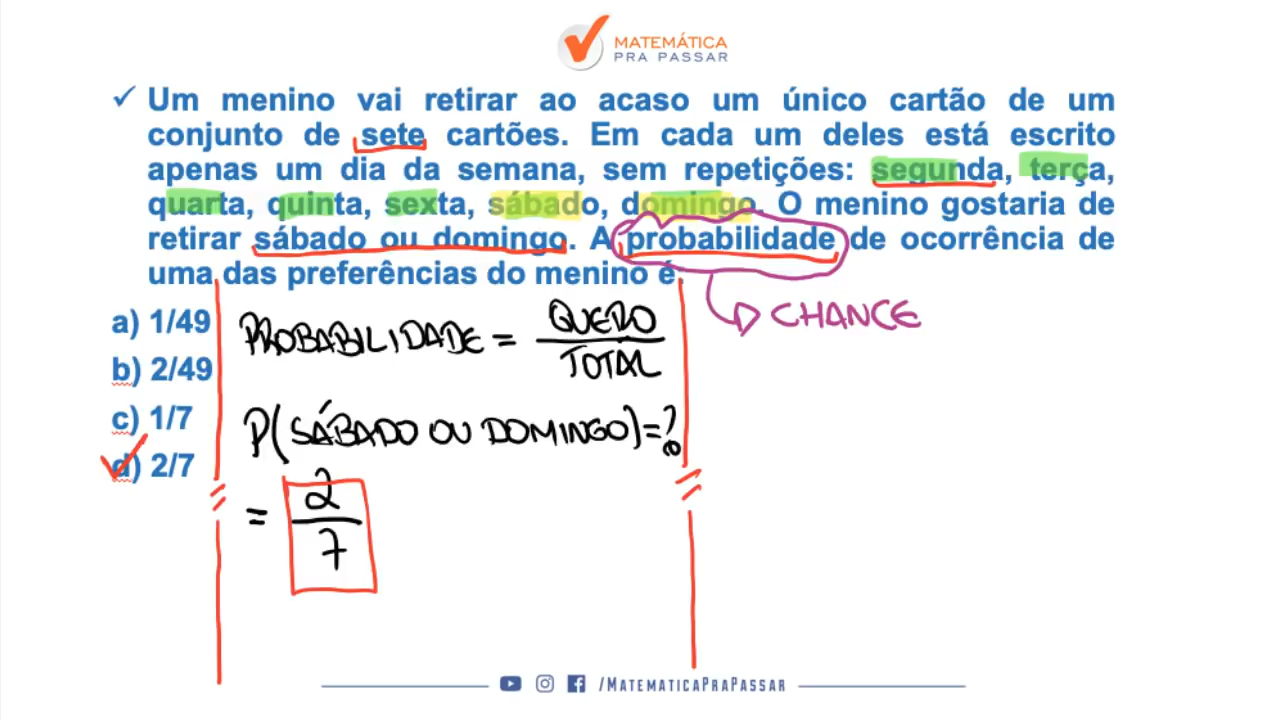 MATEMÁTICA
PRA PASSAR
✓ Um menino vai retirar ao acaso um único cartão de um
conjunto de sete cartões. Em cada um deles está escrito
apenas um dia da semana, sem repetições: segunda, terça,
quarta, quinta, sexta, sábado, domingo. O menino gostaria de
retirar sábado ou domingo. A probabilidade de ocorrência de
uma das preferências do menino é
a) 1/49
b) 2/49
c) 1/7
d) 2/7
CHANCE
PROBABILIDADE = QUERO
TOTAL
P(SÁBADO OU DOMINGO)=?
= 2
7
/MATEMATICAPRAPASSAR